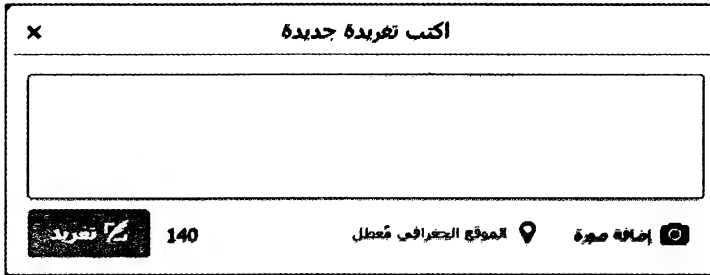 اكتب تغريدة جديدة ×
إضافة صورة الموقع الجغرافي مُعطل 140 تغريد